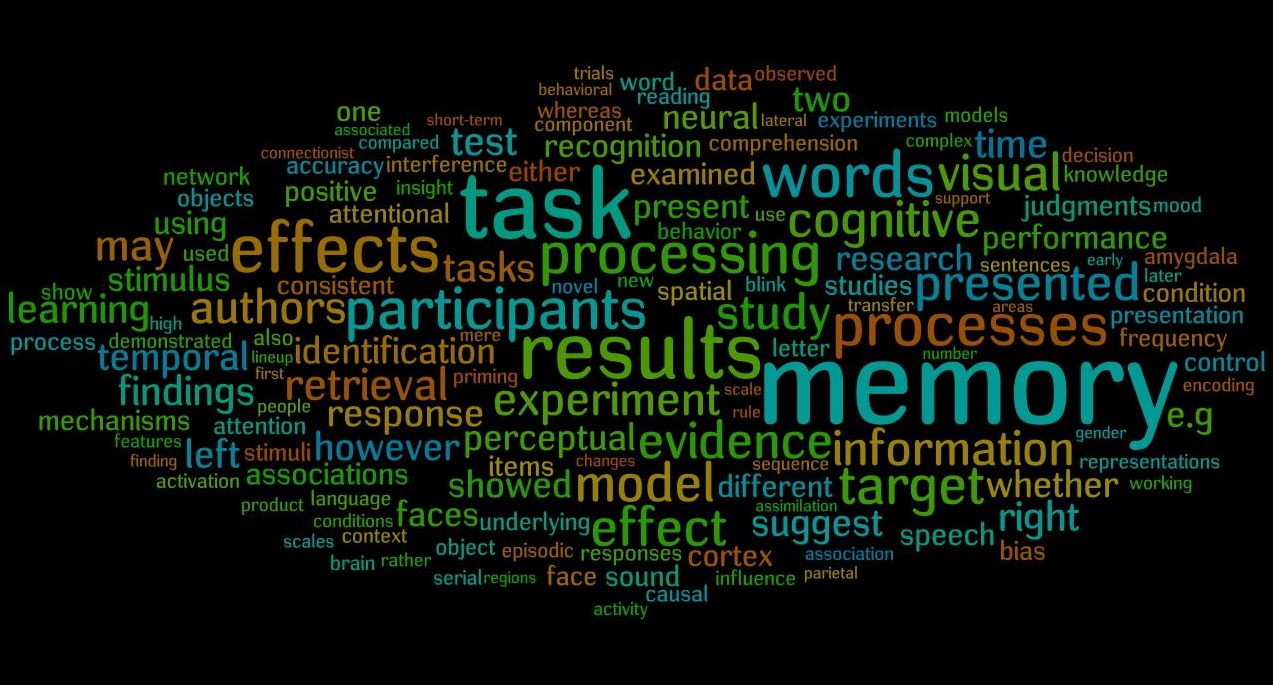 trials
word
data
observed
behavioral
reading
two
one
short-term
whereas
component
neural
lateral
experiments
models
associated
compared
test
recognition
comprehension
complex
time
connectionist
accuracy
interference
either
examined
words
visual
decision
knowledge
network
objects
positive
insight
task
present
use
cognitive
support
judgments
mood
using
attentional
behavior
performance
may
used
effects
tasks
processing
research
sentences
early
amygdala
stimulus
consistent
novel
new
spatial
blink
studies
presented
later
condition
show
learning
high
authors
participants
study
transfer
processes
areas
presentation
process
demonstrated
also
mere
letter
number
frequency
temporal
lineup
identification
results
memory
control
findings
first
retrieval
priming
scale
encoding
mechanisms
people
response
experiment
rule
e.g
attention
features
left
however
perceptual
evidence
information
gender
finding
stimuli
items
changes
sequence
representations
activation
associations
showed
model
different
target
whether
working
product
language
assimilation
conditions
faces
underlying
effect
suggest
speech
right
scales
context
object
episodic
responses
cortex
association
bias
brain
rather
serial
regions
face
sound
influence
parietal
causal
activity